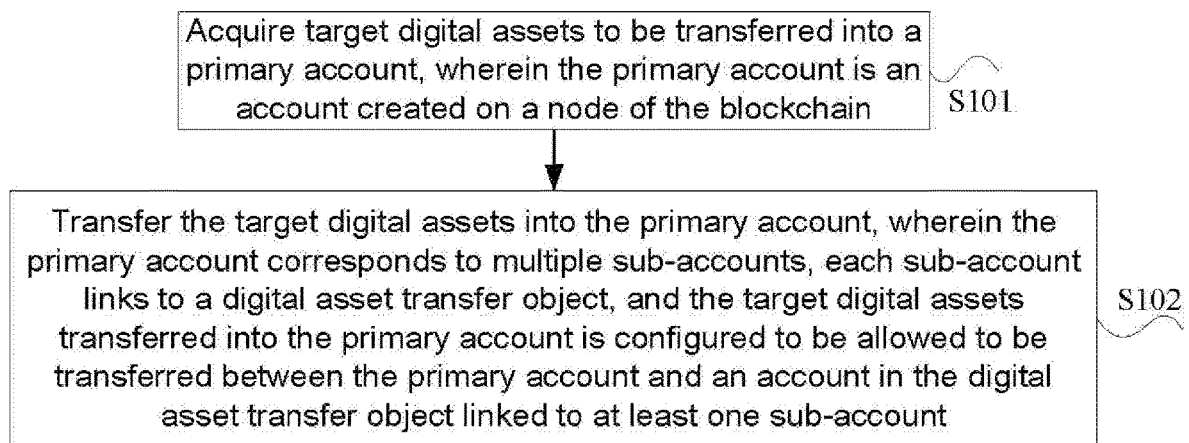 Acquire target digital assets to be transferred into a
primary account, wherein the primary account is an
account created on a node of the blockchain
S101
Transfer the target digital assets into the primary account, wherein the
primary account corresponds to multiple sub-accounts, each sub-account
links to a digital asset transfer object, and the target digital assets
transferred into the primary account is configured to be allowed to be
transferred between the primary account and an account in the digital
asset transfer object linked to at least one sub-account
S102